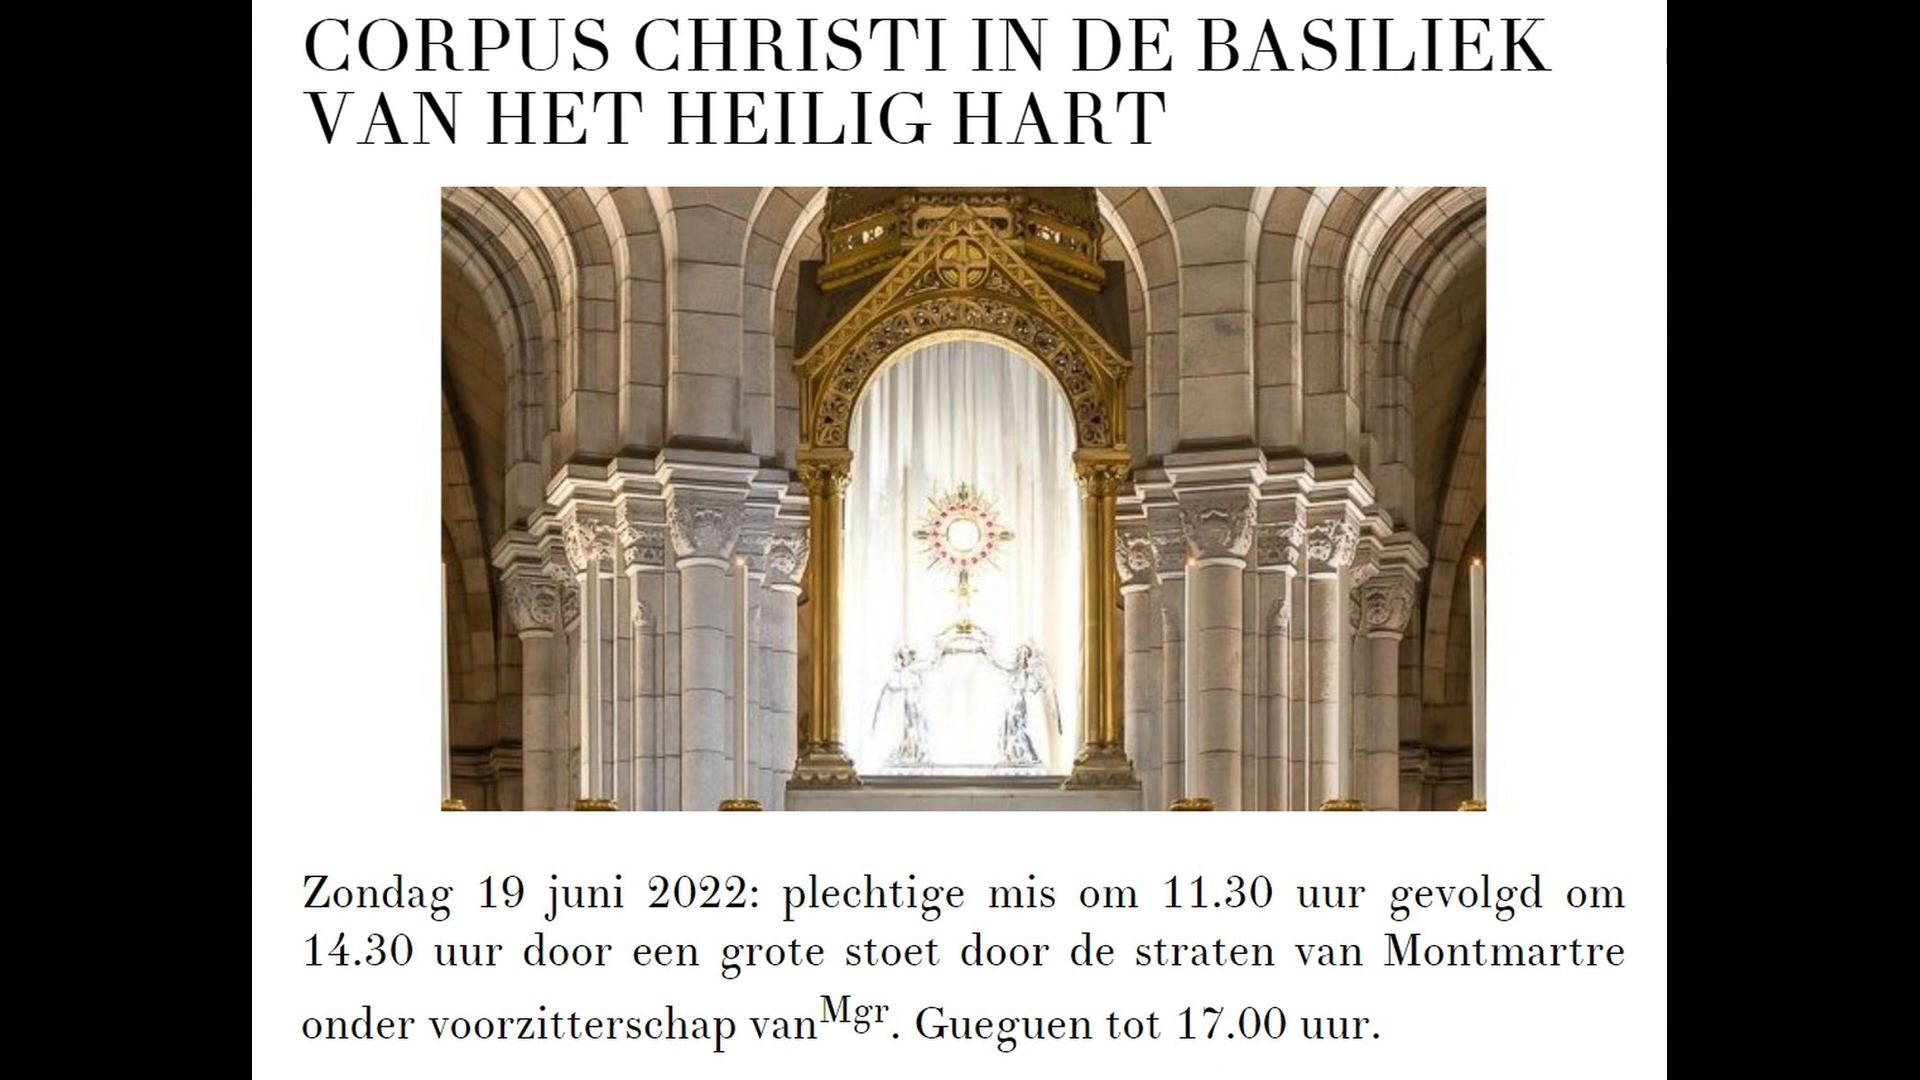 CORPUS CHRISTI IN DE BASILIEK
VAN HET HEILIG HART
Zondag 19 juni 2022: plechtige mis om 11.30 uur gevolgd om
14.30 uur door een grote stoet door de straten van Montmartre
onder voorzitterschap vanMgr. Gueguen tot 17.00 uur.